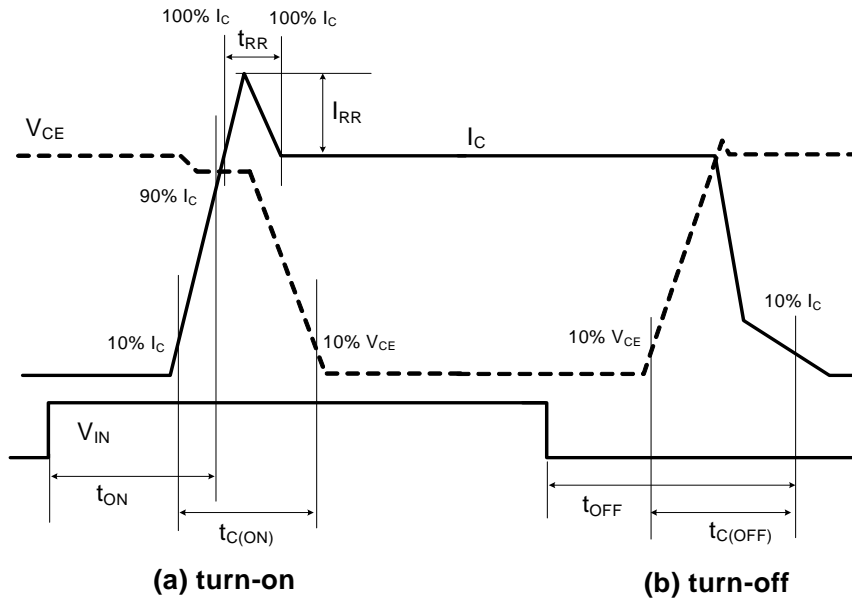 100% I_C 100% I_C
t_RR
I_RR
V_CE
I_C
90% I_C
10% I_C
10% V_CE
10% V_CE
10% I_C
V_IN
t_ON
t_OFF
t_C(ON)
t_C(OFF)
(a) turn-on
(b) turn-off